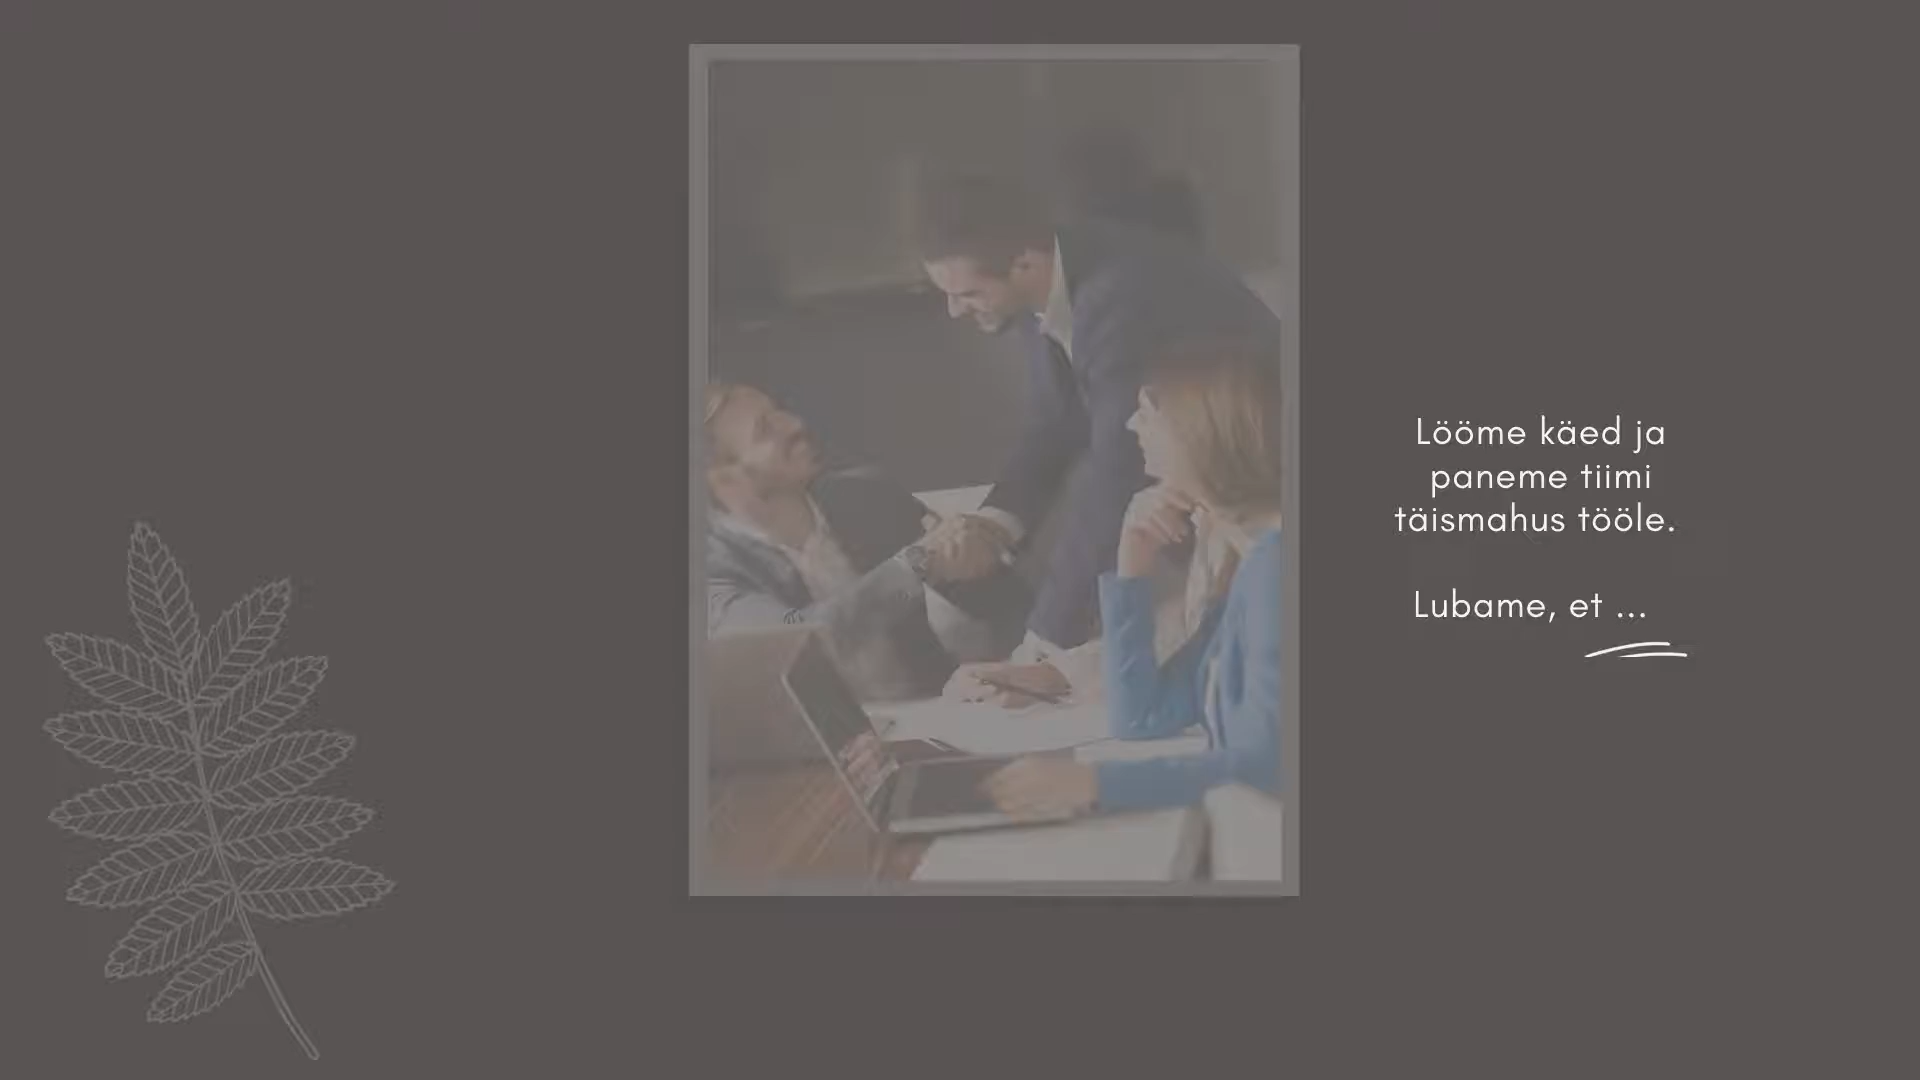 Lööme käed ja
paneme tiimi
täismahus tööle.
Lubame, et ...